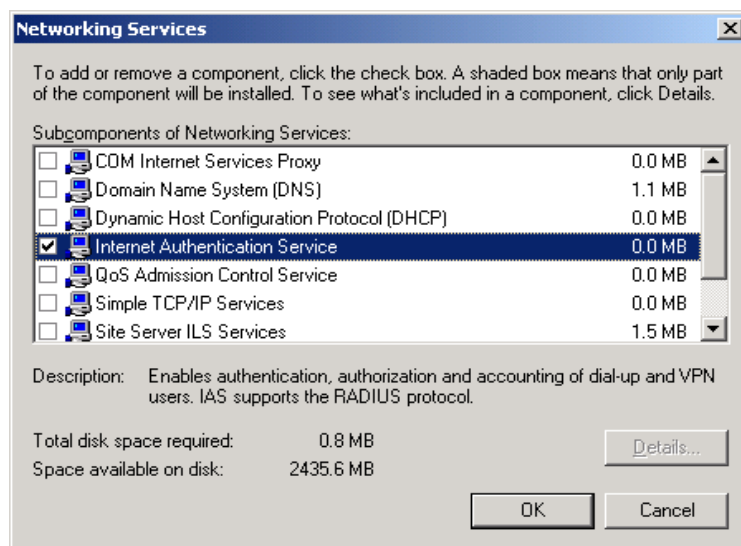 Networking Services
To add or remove a component, click the check box. A shaded box means that only part
of the component will be installed. To see what's included in a component, click Details.
Subcomponents of Networking Services:
COM Internet Services Proxy 0.0 MB
Domain Name System (DNS) 1.1 MB
Dynamic Host Configuration Protocol (DHCP) 0.0 MB
Internet Authentication Service 0.0 MB
QoS Admission Control Service 0.0 MB
Simple TCP/IP Services 0.0 MB
Site Server ILS Services 1.5 MB
Description: Enables authentication, authorization and accounting of dial-up and VPN
users. IAS supports the RADIUS protocol.
Total disk space required: 0.8 MB
Space available on disk: 2435.6 MB
Details...
OK Cancel